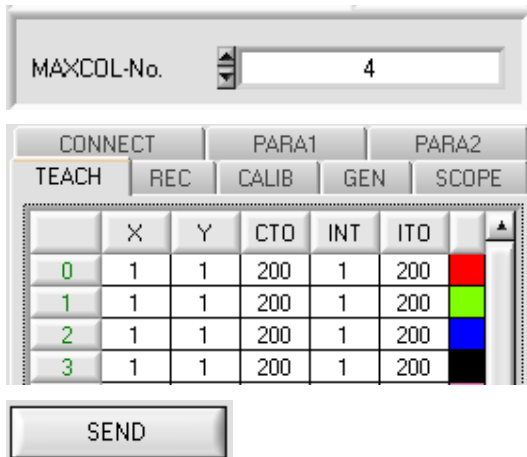 MAXCOL-No. 4
CONNECT PARA1 PARA2
TEACH REC CALIB GEN SCOPE
X Y CTO INT ITO
0 1 1 200 1 200
1 1 1 200 1 200
2 1 1 200 1 200
3 1 1 200 1 200
SEND